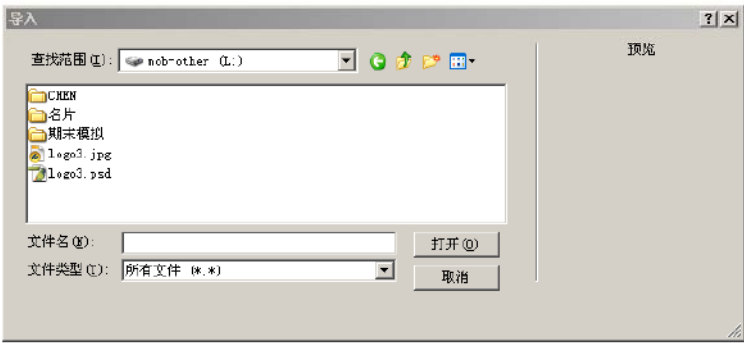 导入
查找范围(I): nob-other (L:)
预览
CHEN
名片
期末模拟
logo3.jpg
logo3.psd
文件名(N):
打开(O)
文件类型(T): 所有文件 (*.*)
取消